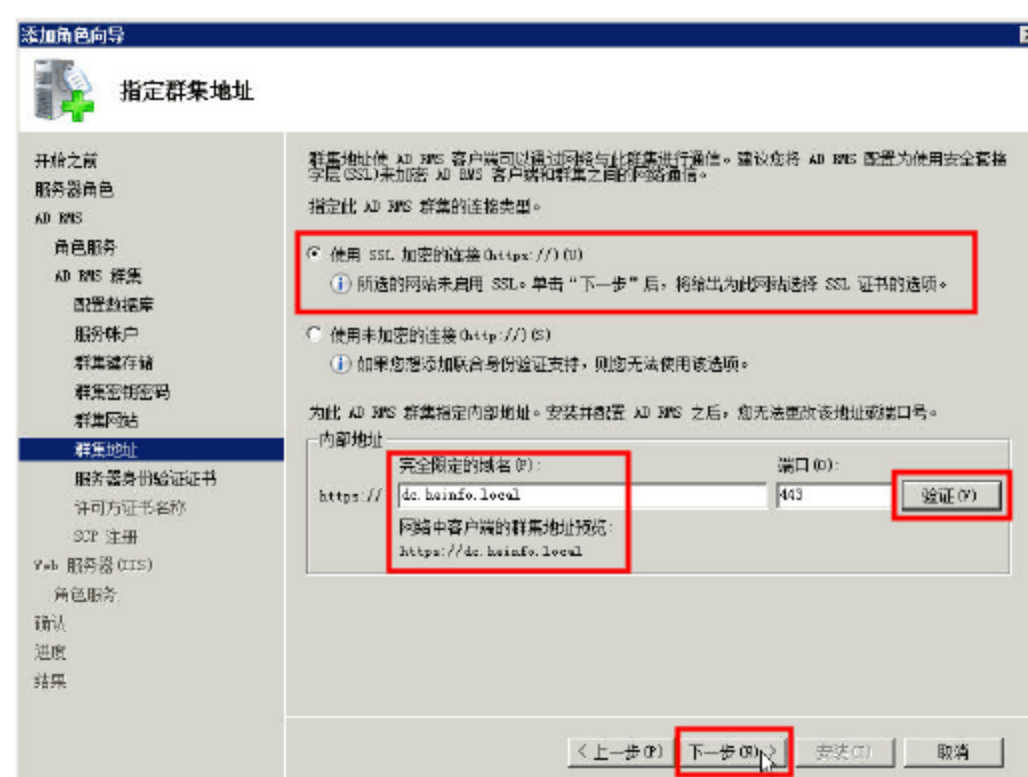 添加角色向导
指定群集地址
开始之前
服务器角色
AD RMS
角色服务
AD RMS 群集
配置数据库
服务帐户
群集键存储
群集密钥密码
群集网站
群集地址
服务器身份验证证书
许可方证书名称
SCP 注册
Web 服务器(IIS)
角色服务
确认
进度
结果
群集地址使 AD RMS 客户端可以通过网络与此群集进行通信。建议您将 AD RMS 配置为使用安全套接
字层(SSL)来加密 AD RMS 客户端和群集之间的网络通信。
指定此 AD RMS 群集的连接类型。
使用 SSL 加密的连接(https://)(U)
所选的网站未启用 SSL。单击“下一步”后，将给出为此网站选择 SSL 证书的选项。
使用未加密的连接(http://)(S)
如果您想添加联合身份验证支持，则您无法使用该选项。
为此 AD RMS 群集指定内部地址。安装并配置 AD RMS 之后，您无法更改该地址或端口号。
内部地址
完全限定的域名(F):
端口(O):
https://
dc.hsinfo.local
443
验证(V)
网络中客户端的群集地址预览:
https://dc.hsinfo.local
<上一步(P)
下一步(N)>
安装(I)
取消